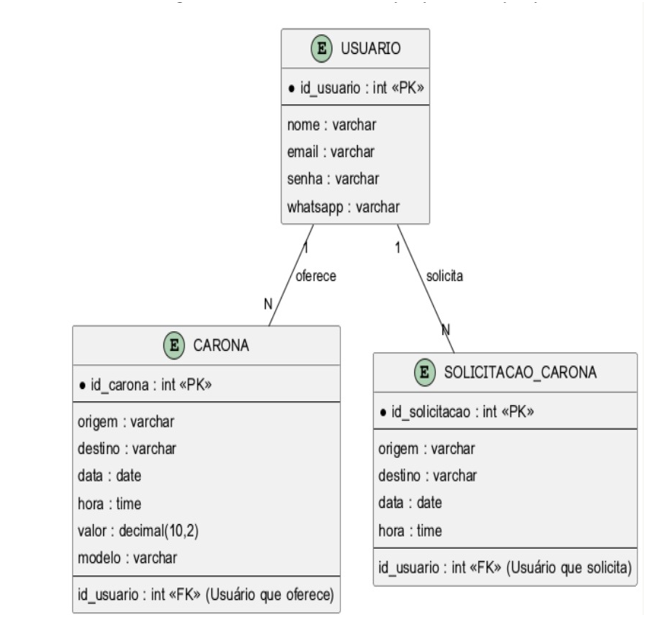 E USUARIO
● id_usuario : int «PK»
nome : varchar
email : varchar
senha : varchar
whatsapp : varchar
1
1
oferece
solicita
N
N
E CARONA
● id_carona : int «PK»
origem : varchar
destino : varchar
data : date
hora : time
valor : decimal(10,2)
modelo : varchar
id_usuario : int «FK» (Usuário que oferece)
E SOLICITACAO_CARONA
● id_solicitacao : int «PK»
origem : varchar
destino : varchar
data : date
hora : time
id_usuario : int «FK» (Usuário que solicita)